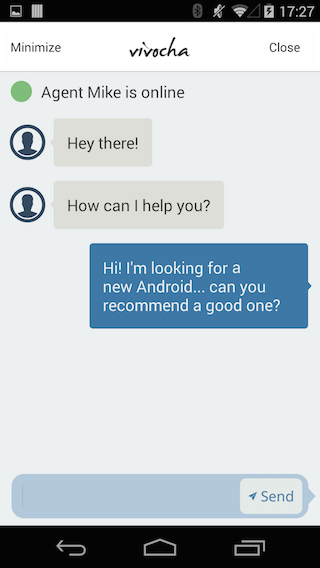 17:27
Minimize
vivocha
Close
Agent Mike is online
Hey there!
How can I help you?
Hi! I'm looking for a
new Android... can you
recommend a good one?
Send